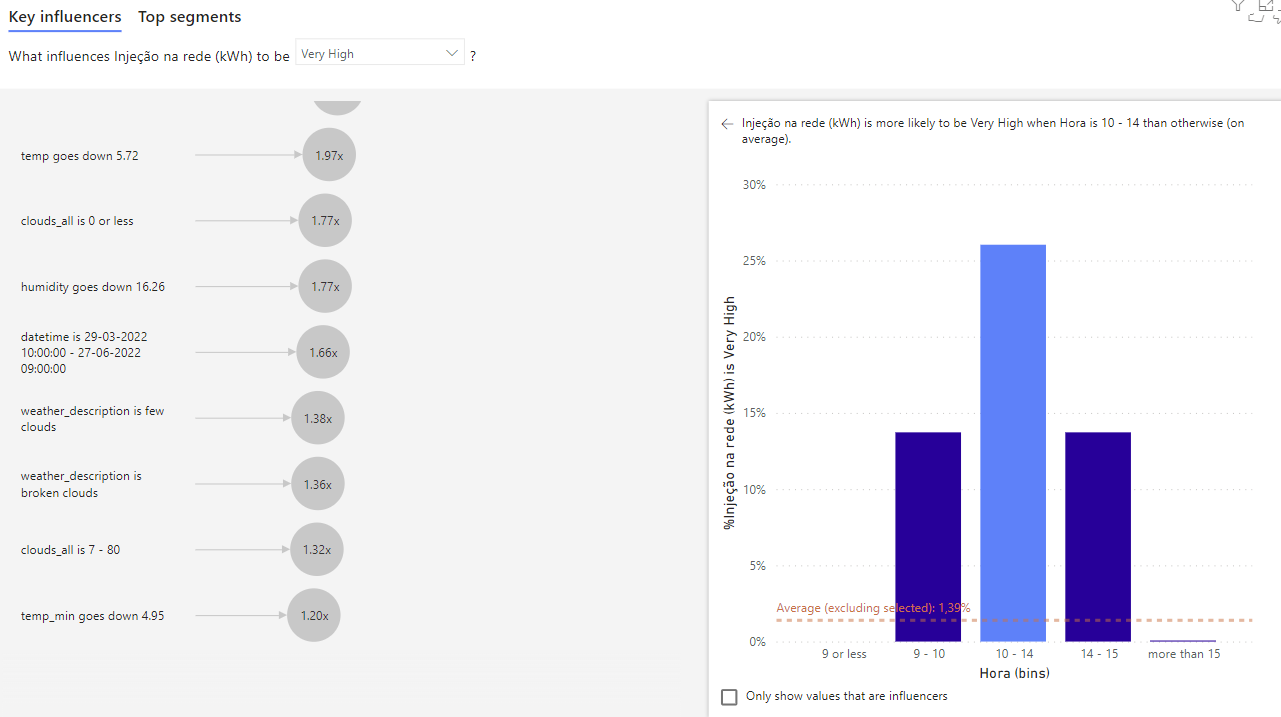 Key influencers Top segments
What influences Injeção na rede (kWh) to be Very High ?
temp goes down 5.72
1.97x
clouds_all is 0 or less
1.77x
humidity goes down 16.26
1.77x
datetime is 29-03-2022
10:00:00 - 27-06-2022
09:00:00
1.66x
weather_description is few
clouds
1.38x
weather_description is
broken clouds
1.36x
clouds_all is 7 - 80
1.32x
temp_min goes down 4.95
1.20x
← Injeção na rede (kWh) is more likely to be Very High when Hora is 10 - 14 than otherwise (on
average).
%Injeção na rede (kWh) is Very High
30%
25%
20%
15%
10%
5%
0%
Average (excluding selected): 1,39%
9 or less 9 - 10 10 - 14 14 - 15 more than 15
Hora (bins)
Only show values that are influencers